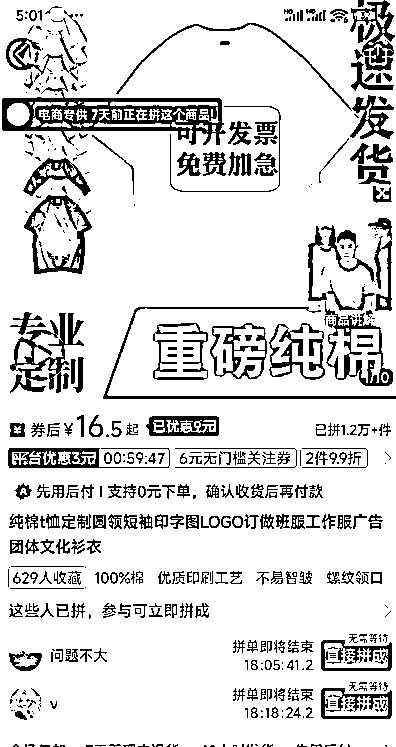 5:01
极速发货
电商专供 7天前正在拼这个商品
可开发票
免费加急
专业
定制
商品讲解
重磅纯棉
1/10
券后¥16.5起 已优惠9元 已拼1.2万+件
平台优惠3元 00:59:47 6元无门槛关注券 2件9.9折
先用后付 | 支持0元下单，确认收货后再付款
纯棉t恤定制圆领短袖印字图LOGO订做班服工作服广告
团体文化衫衣
629人收藏 100%棉 优质印刷工艺 不易智皱 螺纹领口
这些人已拼，参与可立即拼成
问题不大
拼单即将结束
18:05:41.2
无需等待
直接拼成
v
拼单即将结束
18:18:24.2
无需等待
直接拼成